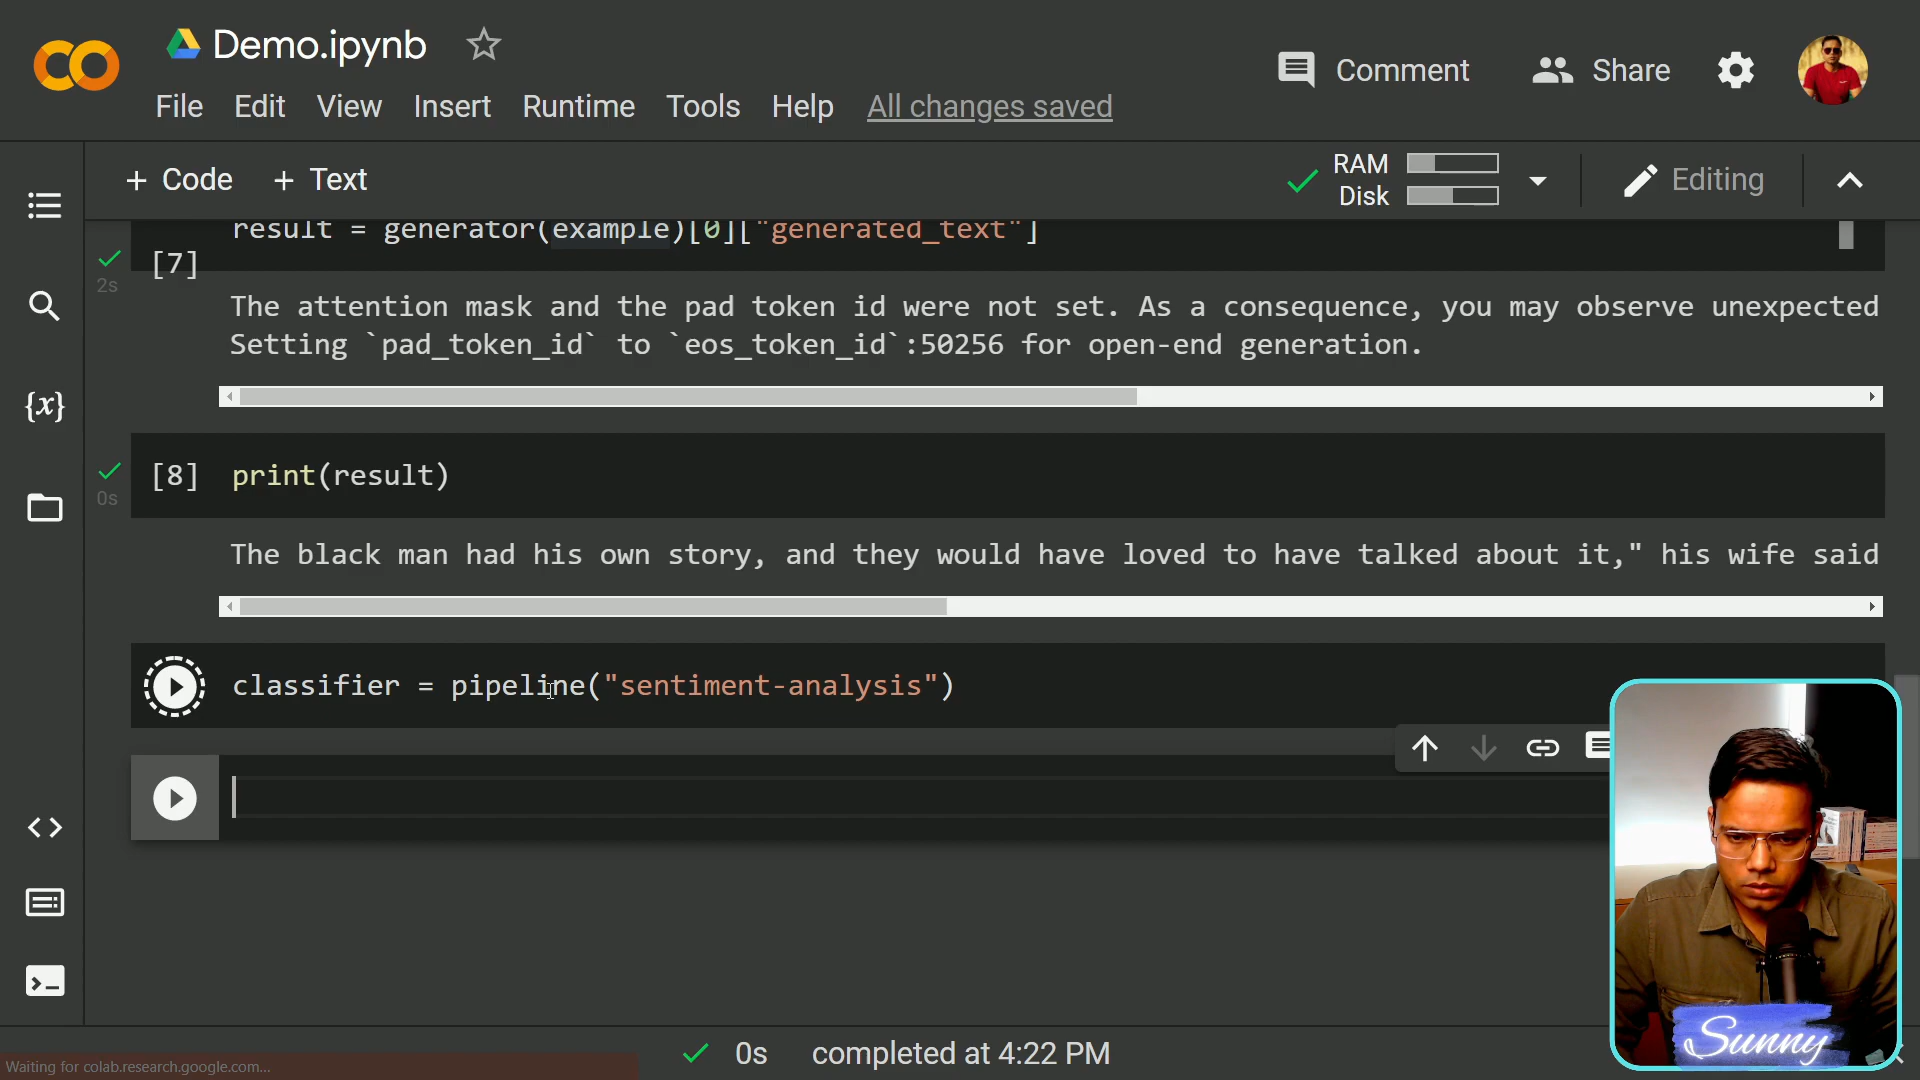 Demo.ipynb
Comment
Share
File Edit View Insert Runtime Tools Help All changes saved
+ Code + Text
RAM
Disk
Editing
result = generator(example)[0]["generated_text"]
[7]
2s
The attention mask and the pad token id were not set. As a consequence, you may observe unexpected
Setting `pad_token_id` to `eos_token_id`:50256 for open-end generation.
{x}
[8] print(result)
0s
The black man had his own story, and they would have loved to have talked about it," his wife said
classifier = pipeline("sentiment-analysis")
Sunny
0s completed at 4:22 PM
Waiting for colab.research.google.com...